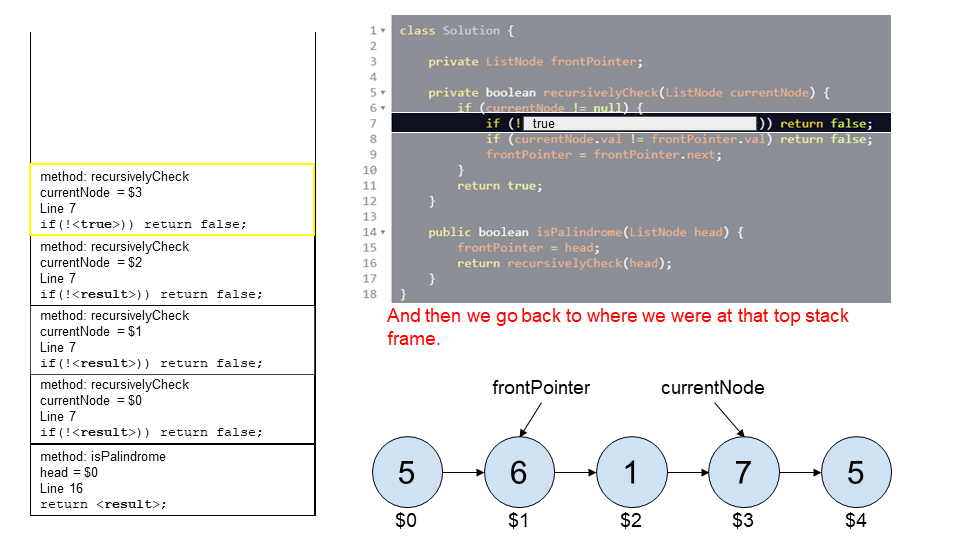 method: recursivelyCheck
currentNode = $3
Line 7
if(!<true>)) return false;
method: recursivelyCheck
currentNode = $2
Line 7
if(!<result>)) return false;
method: recursivelyCheck
currentNode = $1
Line 7
if(!<result>)) return false;
method: recursivelyCheck
currentNode = $0
Line 7
if(!<result>)) return false;
method: isPalindrome
head = $0
Line 16
return <result>;
1 class Solution {
2
3 private ListNode frontPointer;
4
5 private boolean recursivelyCheck(ListNode currentNode) {
6 if (currentNode != null) {
7 if (! true )) return false;
8 if (currentNode.val != frontPointer.val) return false;
9 frontPointer = frontPointer.next;
10 }
11 return true;
12 }
13
14 public boolean isPalindrome(ListNode head) {
15 frontPointer = head;
16 return recursivelyCheck(head);
17 }
18 }
And then we go back to where we were at that top stack
frame.
frontPointer currentNode
5 6 1 7 5
$0 $1 $2 $3 $4